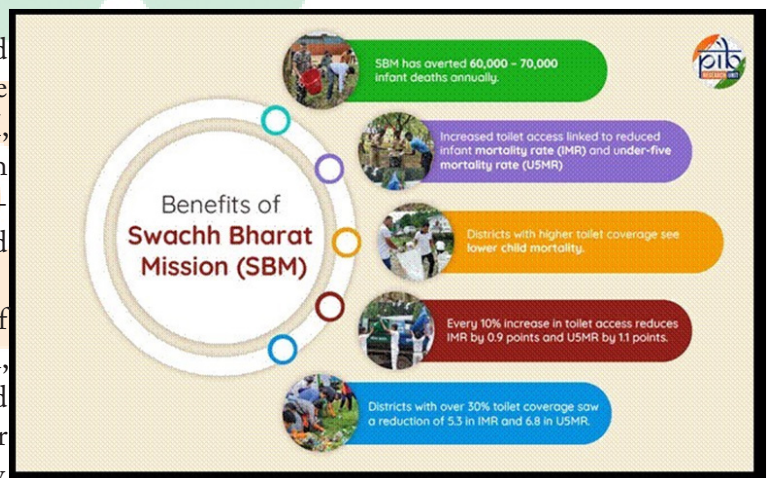 SBM has averted 60,000 – 70,000
infant deaths annually.
pib
RESEARCH UNIT
Increased toilet access linked to reduced
infant mortality rate (IMR) and under-five
mortality rate (U5MR)
Benefits of
Swachh Bharat
Mission (SBM)
Districts with higher toilet coverage see
lower child mortality.
Every 10% increase in toilet access reduces
IMR by 0.9 points and U5MR by 1.1 points.
Districts with over 30% toilet coverage saw
a reduction of 5.3 in IMR and 6.8 in U5MR.